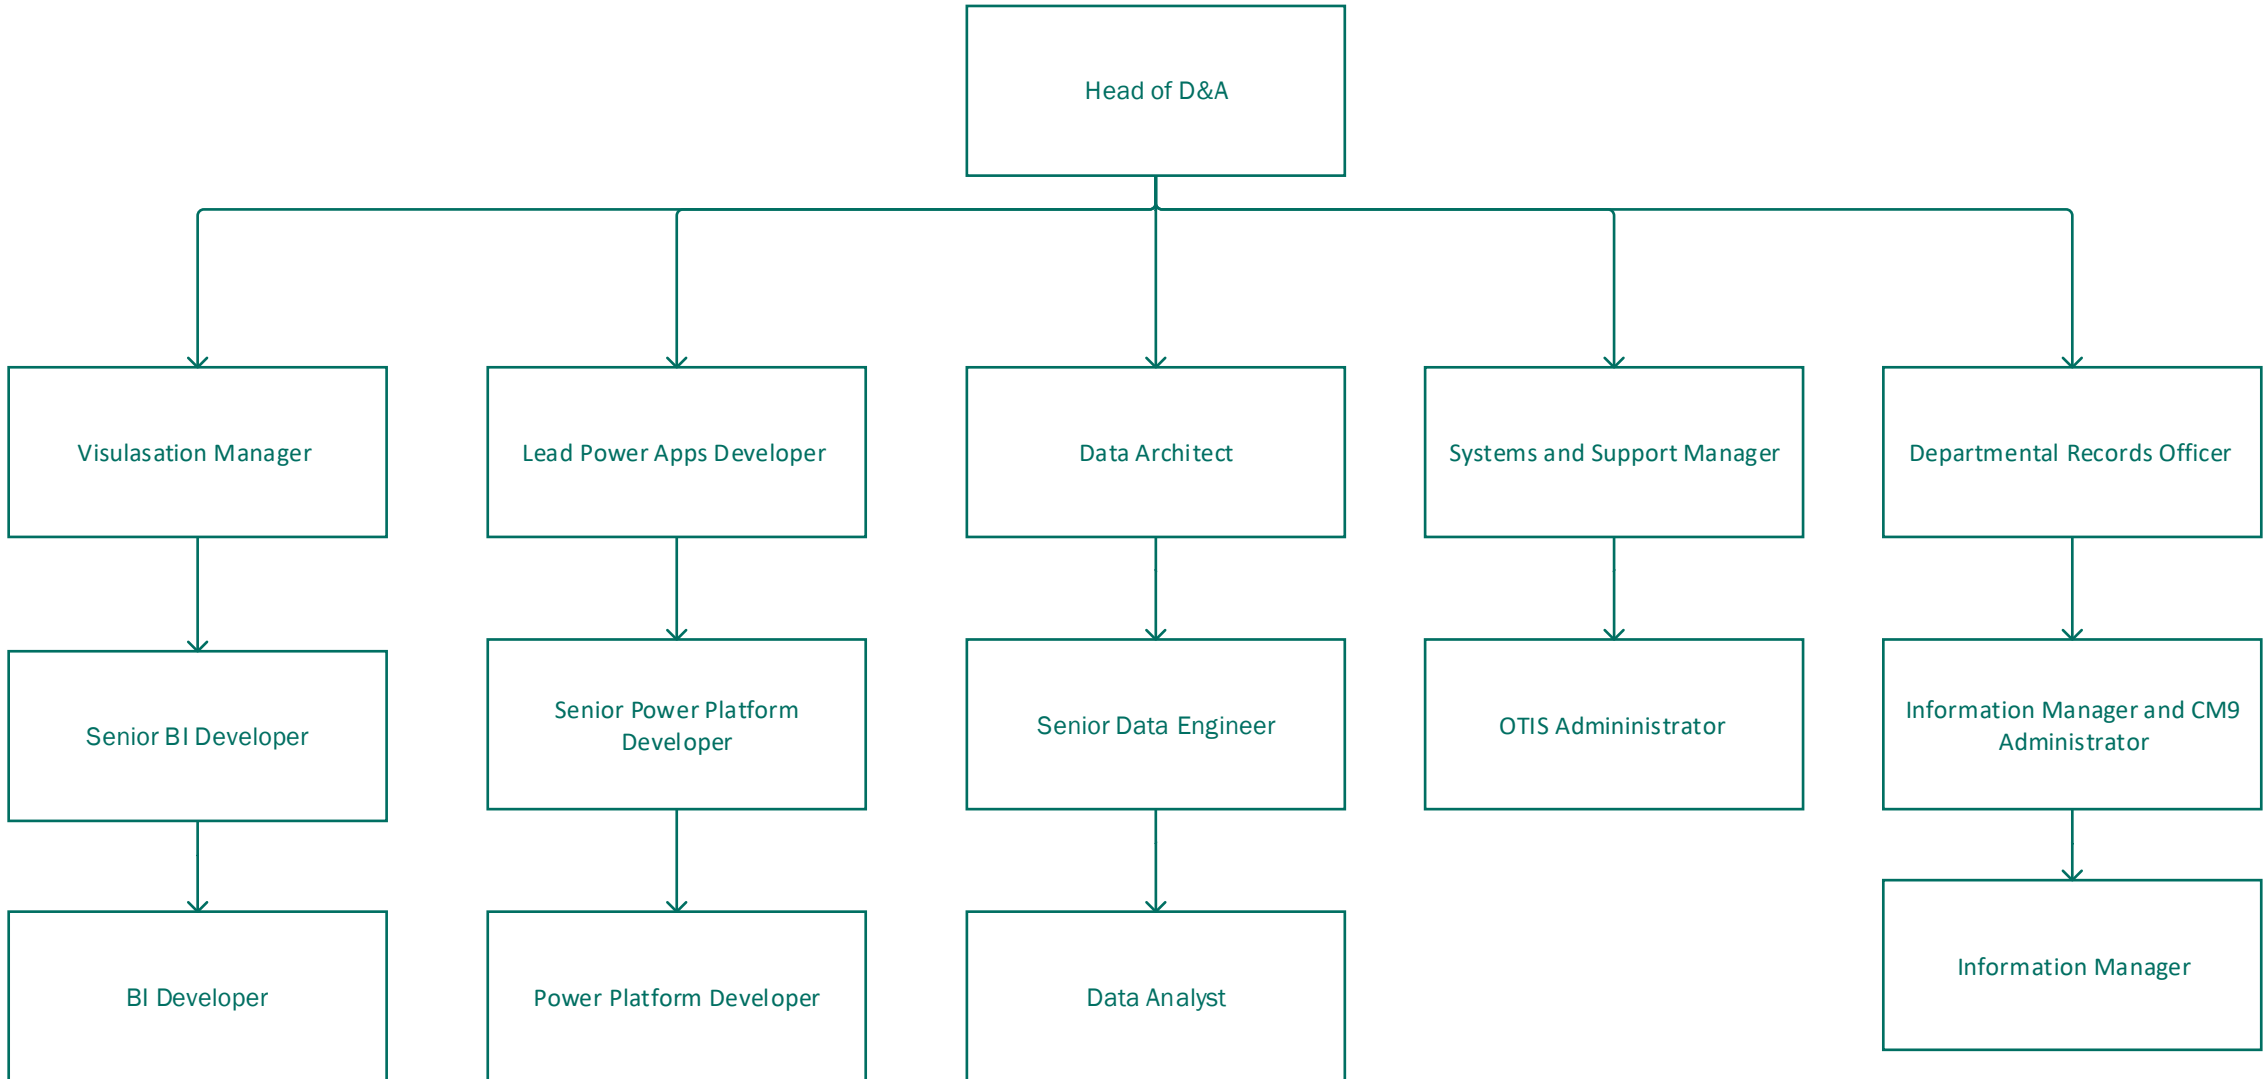 Head of D&A
Visulasation Manager
Lead Power Apps Developer
Data Architect
Systems and Support Manager
Departmental Records Officer
Senior BI Developer
Senior Power Platform
Developer
Senior Data Engineer
OTIS Admininistrator
Information Manager and CM9
Administrator
BI Developer
Power Platform Developer
Data Analyst
Information Manager